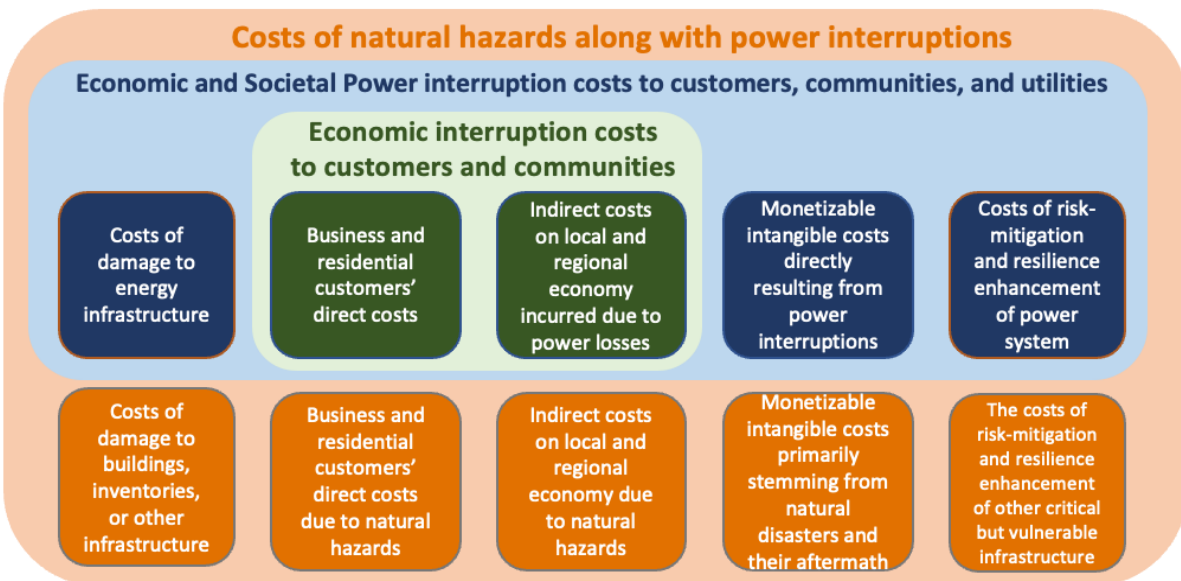 Costs of natural hazards along with power interruptions
Economic and Societal Power interruption costs to customers, communities, and utilities
Economic interruption costs
to customers and communities
Costs of
damage to
energy
infrastructure
Business and
residential
customers’
direct costs
Indirect costs
on local and
regional
economy
incurred due to
power losses
Monetizable
intangible costs
directly
resulting from
power
interruptions
Costs of risk-
mitigation
and resilience
enhancement
of power
system
Costs of
damage to
buildings,
inventories,
or other
infrastructure
Business and
residential
customers’
direct costs
due to natural
hazards
Indirect costs
on local and
regional
economy due
to natural
hazards
Monetizable
intangible costs
primarily
stemming from
natural
disasters and
their aftermath
The costs of
risk-mitigation
and resilience
enhancement
of other critical
but vulnerable
infrastructure